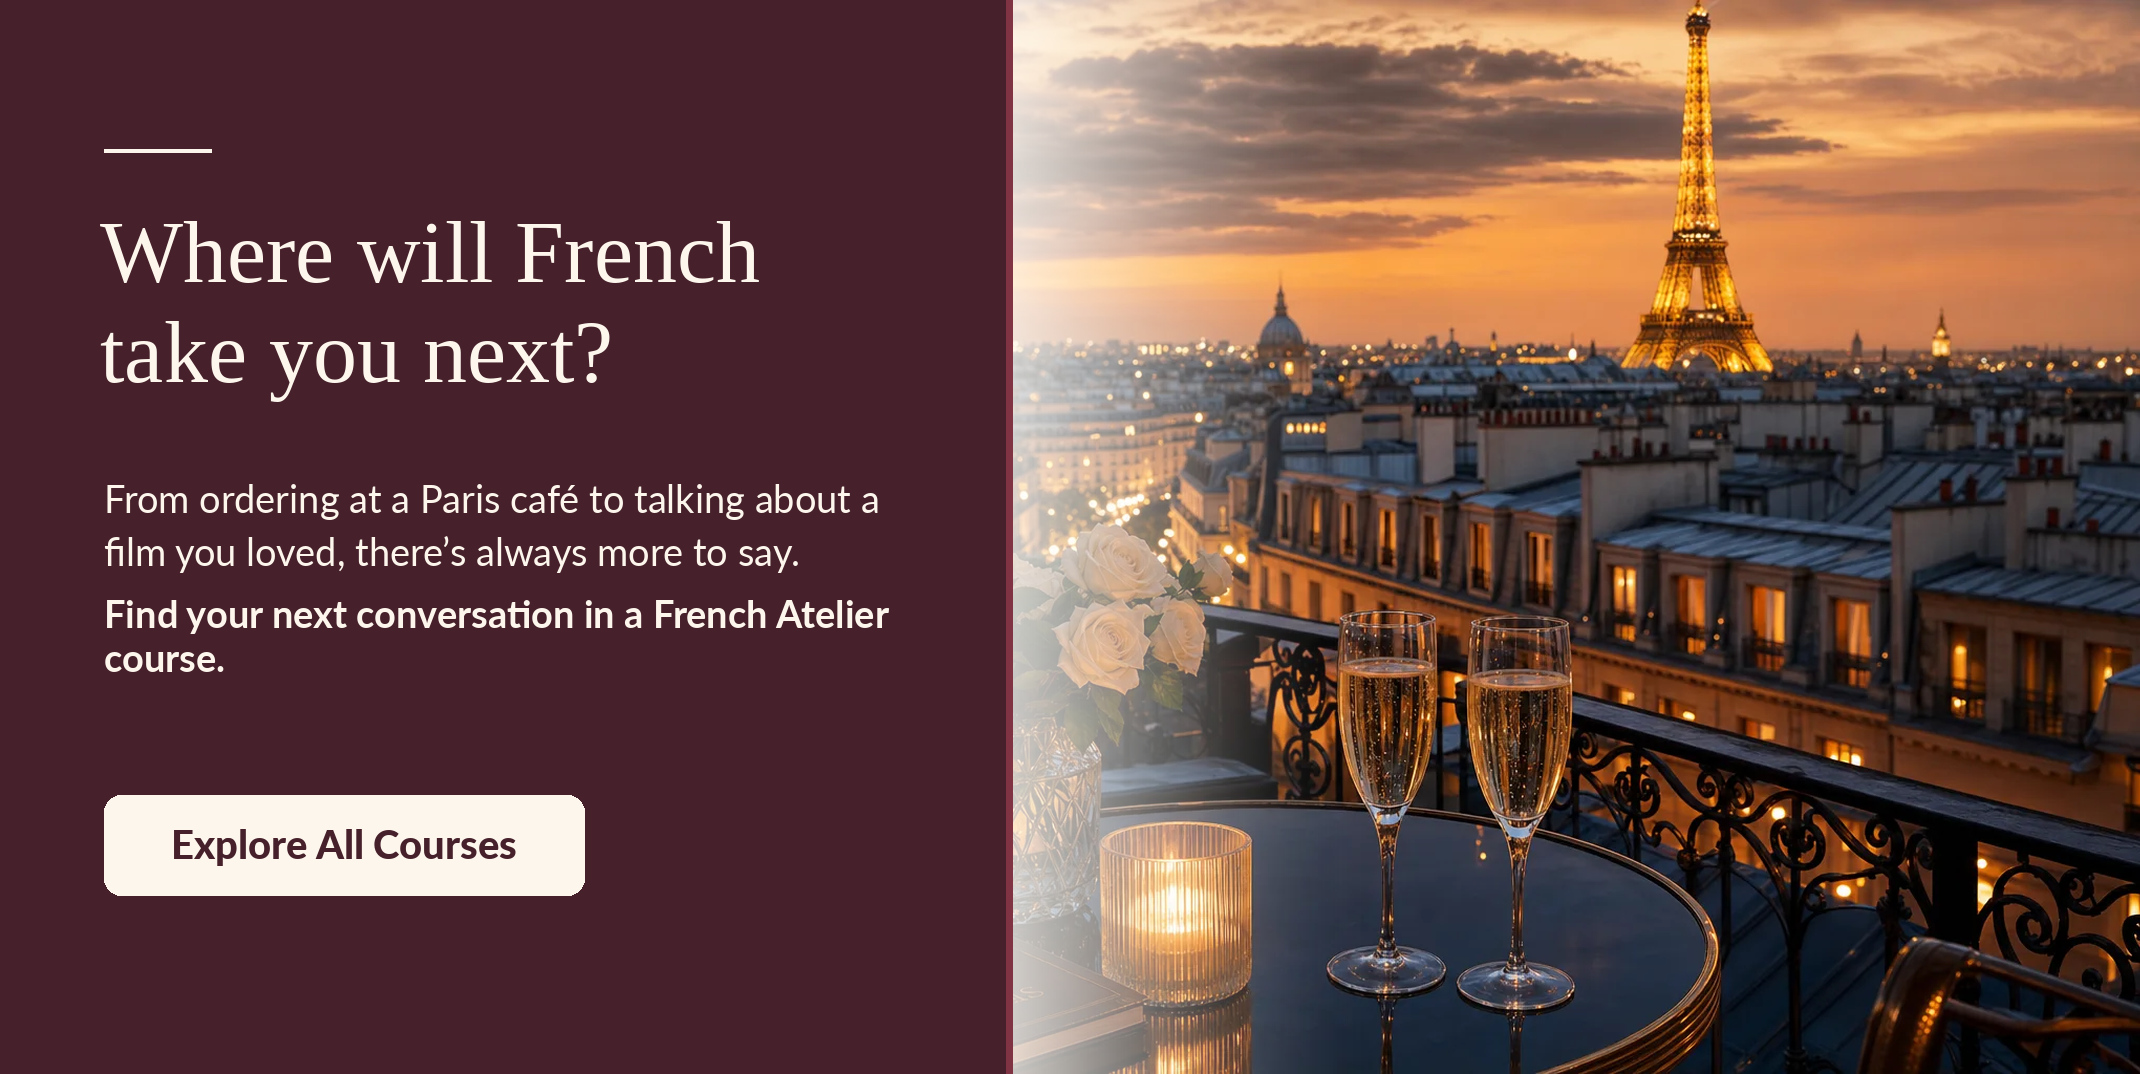 Where will French
take you next?
From ordering at a Paris café to talking about a
film you loved, there’s always more to say.
Find your next conversation in a French Atelier
course.
Explore All Courses